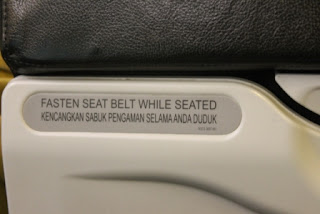 FASTEN SEAT BELT WHILE SEATED
KENCANGKAN SABUK PENGAMAN SELAMA ANDA DUDUK